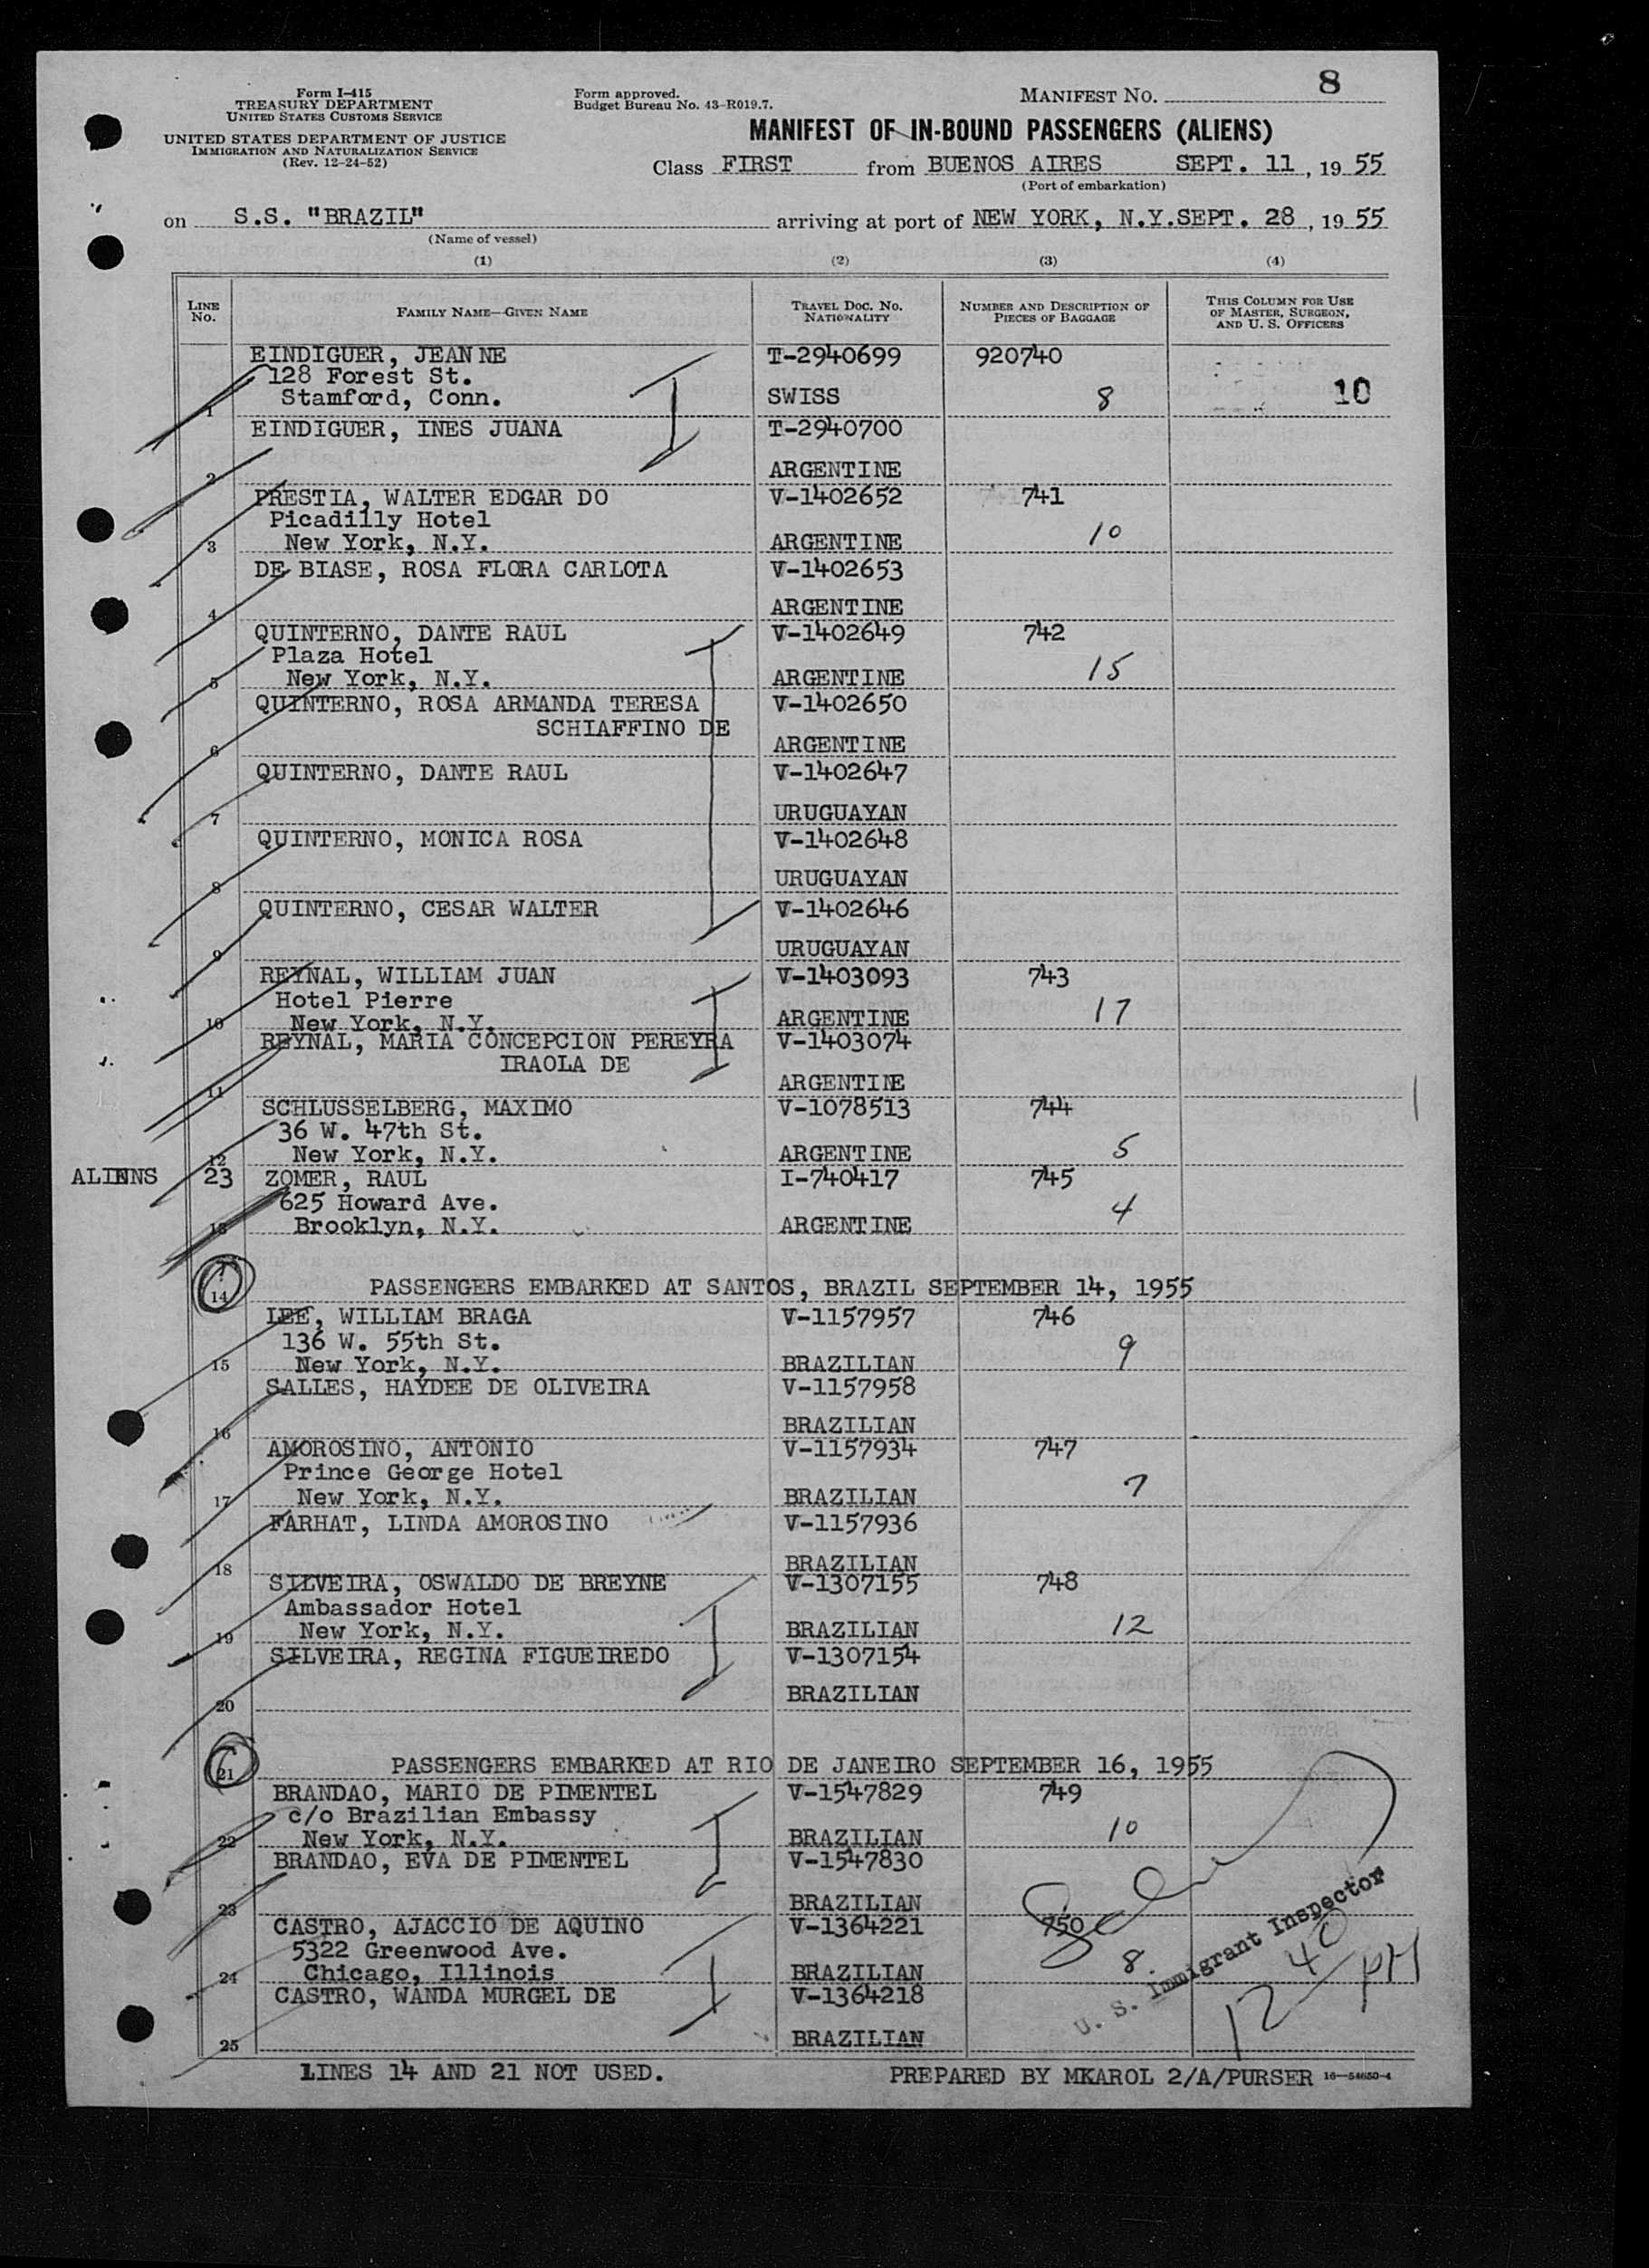 Form I-415
TREASURY DEPARTMENT
UNITED STATES CUSTOMS SERVICE
UNITED STATES DEPARTMENT OF JUSTICE
IMMIGRATION AND NATURALIZATION SERVICE
(Rev. 12-24-52)
Form approved.
Budget Bureau No. 43-R019.7.
MANIFEST NO. 8
MANIFEST OF IN-BOUND PASSENGERS (ALIENS)
Class FIRST from BUENOS AIRES SEPT. 11, 19 55
(Port of embarkation)
on S.S. "BRAZIL" arriving at port of NEW YORK, N.Y. SEPT. 28, 19 55
(Name of vessel)
(1) (2) (3) (4)
LINE NO. FAMILY NAME—GIVEN NAME TRAVEL DOC. NO. NATIONALITY NUMBER AND DESCRIPTION OF PIECES OF BAGGAGE THIS COLUMN FOR USE OF MASTER, SURGEON, AND U. S. OFFICERS
EINDIGUER, JEANNE T-2940699 920740
128 Forest St.
1 Stamford, Conn. SWISS 8 10
EINDIGUER, INES JUANA T-2940700
2 ARGENTINE
PRESTIA, WALTER EDGAR DO V-1402652 741
Picadilly Hotel 10
3 New York, N.Y. ARGENTINE
DE BIASE, ROSA FLORA CARLOTA V-1402653
4 ARGENTINE
QUINTERNO, DANTE RAUL V-1402649 742
Plaza Hotel 15
5 New York, N.Y. ARGENTINE
QUINTERNO, ROSA ARMANDA TERESA V-1402650
SCHIAFFINO DE
6 ARGENTINE
QUINTERNO, DANTE RAUL V-1402647
7 URUGUAYAN
QUINTERNO, MONICA ROSA V-1402648
8 URUGUAYAN
QUINTERNO, CESAR WALTER V-1402646
9 URUGUAYAN
REYNAL, WILLIAM JUAN V-1403093 743
Hotel Pierre 17
10 New York, N.Y. ARGENTINE
REYNAL, MARIA CONCEPCION PEREYRA V-1403074
IRAOLA DE
11 ARGENTINE
SCHLUSSELBERG, MAXIMO V-1078513 744
36 W. 47th St. 5
12 New York, N.Y. ARGENTINE
ALIENS 23 ZOMER, RAUL I-740417 745
625 Howard Ave. 4
13 Brooklyn, N.Y. ARGENTINE
14 PASSENGERS EMBARKED AT SANTOS, BRAZIL SEPTEMBER 14, 1955
LEE, WILLIAM BRAGA V-1157957 746
136 W. 55th St. 9
15 New York, N.Y. BRAZILIAN
SALLES, HAYDEE DE OLIVEIRA V-1157958
16 BRAZILIAN
AMOROSINO, ANTONIO V-1157934 747
Prince George Hotel 7
17 New York, N.Y. BRAZILIAN
FARHAT, LINDA AMOROSINO V-1157936
18 BRAZILIAN
SILVEIRA, OSWALDO DE BREYNE V-1307155 748
Ambassador Hotel 12
19 New York, N.Y. BRAZILIAN
SILVEIRA, REGINA FIGUEIREDO V-1307154
20 BRAZILIAN
21 PASSENGERS EMBARKED AT RIO DE JANEIRO SEPTEMBER 16, 1955
BRANDAO, MARIO DE PIMENTEL V-1547829 749
c/o Brazilian Embassy 10
22 New York, N.Y. BRAZILIAN
BRANDAO, EVA DE PIMENTEL V-1547830
23 BRAZILIAN
CASTRO, AJACCIO DE AQUINO V-1364221 750
5322 Greenwood Ave. 8
24 Chicago, Illinois BRAZILIAN
CASTRO, WANDA MURGEL DE V-1364218
25 BRAZILIAN
U. S. Immigrant Inspector
12 40 PM
LINES 14 AND 21 NOT USED. PREPARED BY MKAROL 2/A/PURSER 16—54650-4